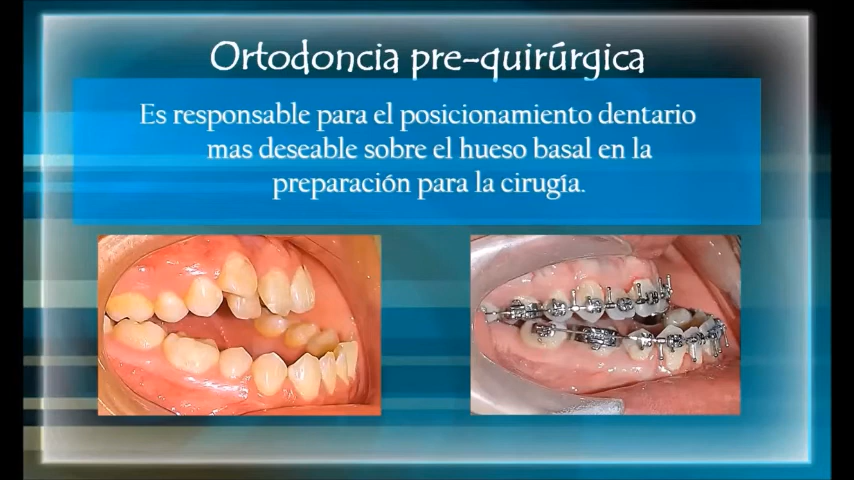 Ortodoncia pre-quirúrgica
Es responsable para el posicionamiento dentario
mas deseable sobre el hueso basal en la
preparación para la cirugía.